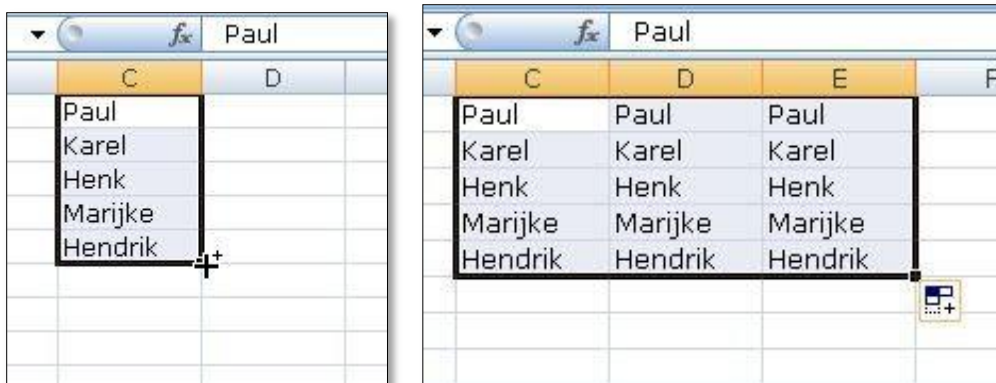 fx Paul
C D
Paul
Karel
Henk
Marijke
Hendrik
fx Paul
C D E F
Paul Paul Paul
Karel Karel Karel
Henk Henk Henk
Marijke Marijke Marijke
Hendrik Hendrik Hendrik